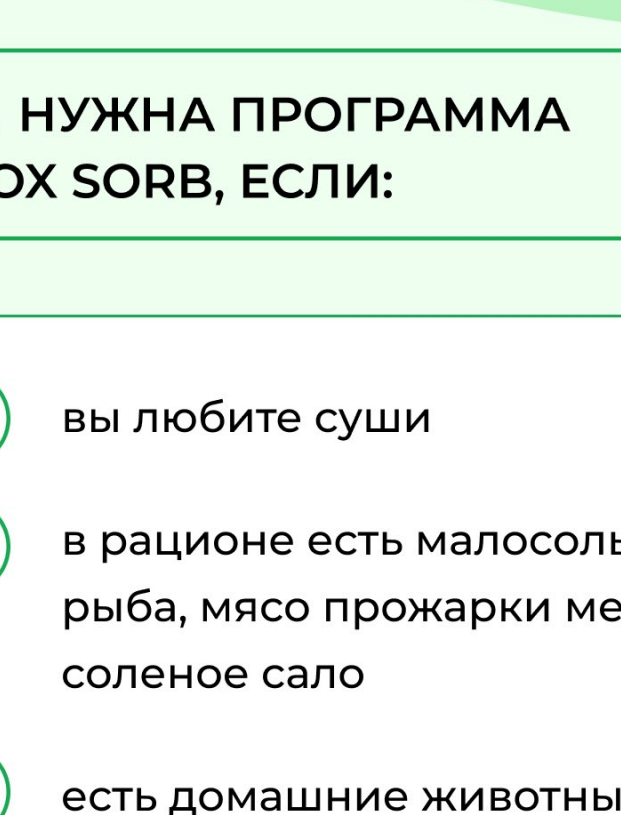 НУЖНА ПРОГРАММА
OX SORB, ЕСЛИ:
вы любите суши
в рационе есть малосоль
рыба, мясо прожарки ме
соленое сало
есть домашние животны